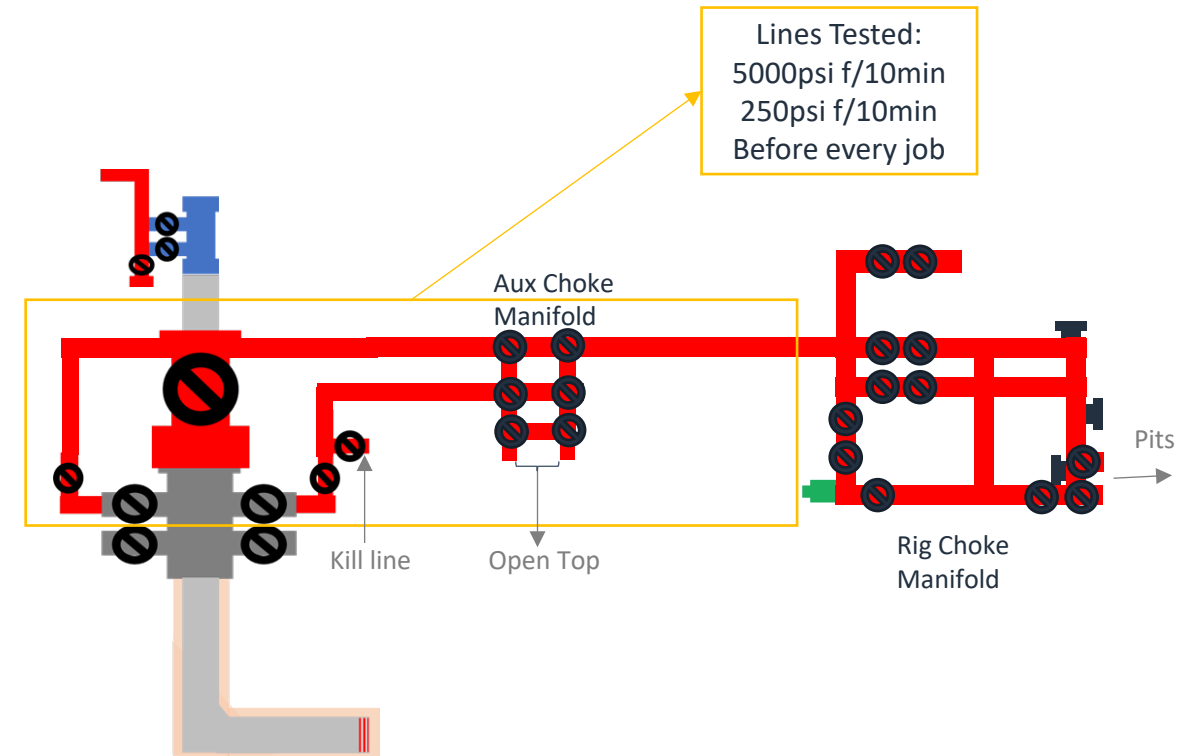 Lines Tested:
5000psi f/10min
250psi f/10min
Before every job
Aux Choke
Manifold
Pits
Kill line
Open Top
Rig Choke
Manifold